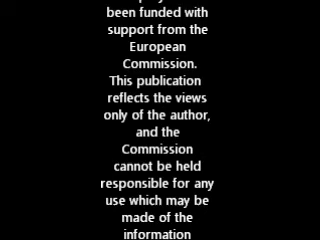 been funded with
support from the
European
Commission.
This publication
reflects the views
only of the author,
and the
Commission
cannot be held
responsible for any
use which may be
made of the
information